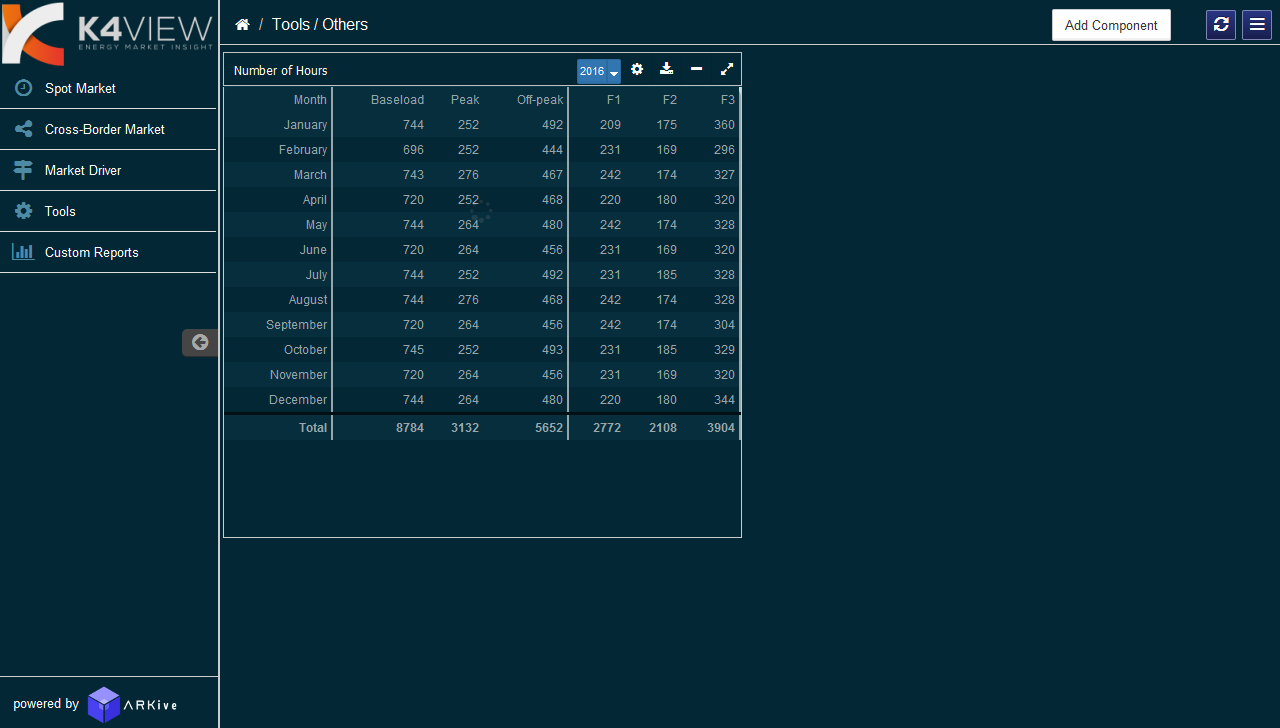 K4VIEW
ENERGY MARKET INSIGHT
Spot Market
Cross-Border Market
Market Driver
Tools
Custom Reports
powered by ARKive
/ Tools / Others
Add Component
Number of Hours 2016
Month Baseload Peak Off-peak F1 F2 F3
January 744 252 492 209 175 360
February 696 252 444 231 169 296
March 743 276 467 242 174 327
April 720 252 468 220 180 320
May 744 264 480 242 174 328
June 720 264 456 231 169 320
July 744 252 492 231 185 328
August 744 276 468 242 174 328
September 720 264 456 242 174 304
October 745 252 493 231 185 329
November 720 264 456 231 169 320
December 744 264 480 220 180 344
Total 8784 3132 5652 2772 2108 3904